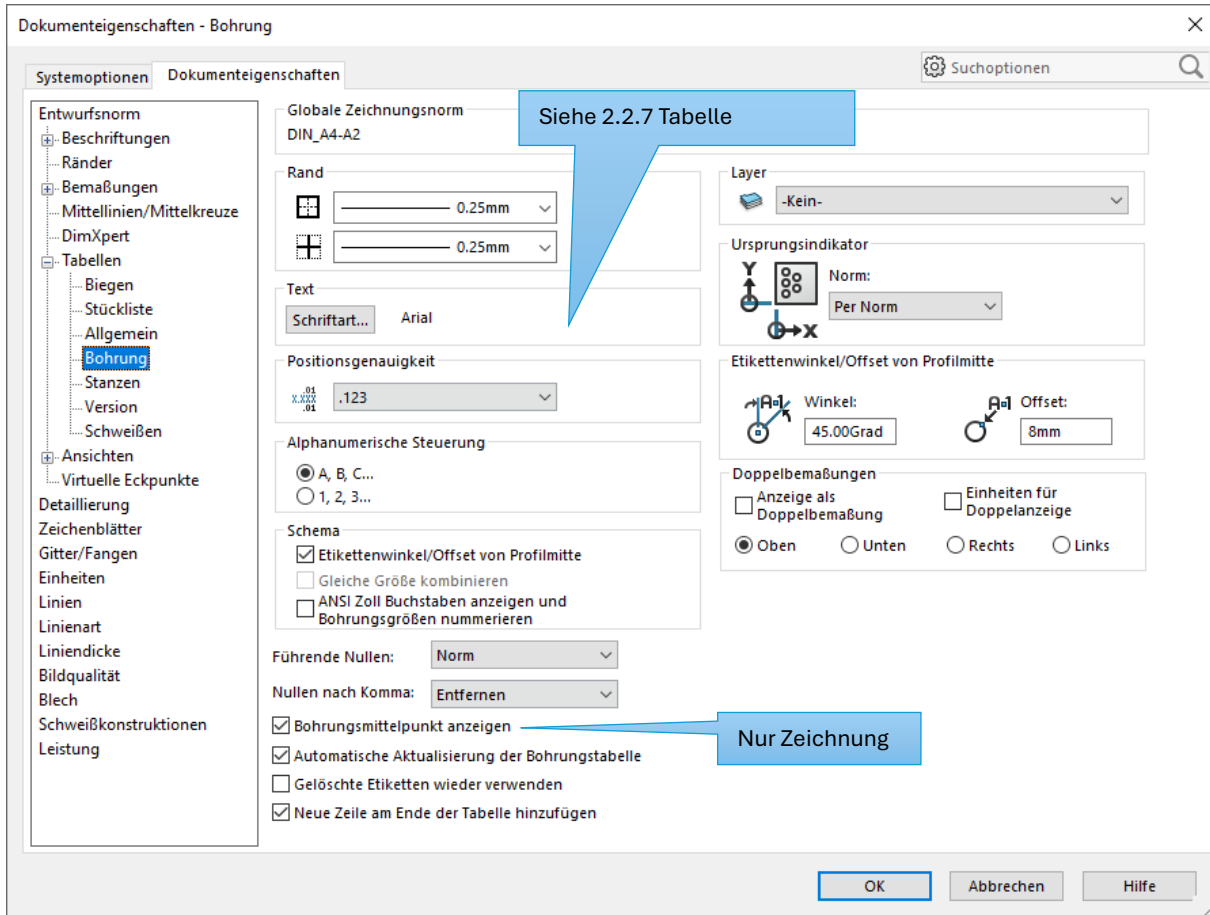 Dokumenteigenschaften - Bohrung
Systemoptionen
Dokumenteigenschaften
Suchoptionen
Entwurfsnorm
Beschriftungen
Ränder
Bemaßungen
Mittellinien/Mittelkreuze
DimXpert
Tabellen
Biegen
Stückliste
Allgemein
Bohrung
Stanzen
Version
Schweißen
Ansichten
Virtuelle Eckpunkte
Detaillierung
Zeichenblätter
Gitter/Fangen
Einheiten
Linien
Linienart
Liniendicke
Bildqualität
Blech
Schweißkonstruktionen
Leistung
Globale Zeichnungsnorm
DIN_A4-A2
Siehe 2.2.7 Tabelle
Rand
0.25mm
0.25mm
Text
Schriftart... Arial
Positionsgenauigkeit
.01
x.xxx
.01
.123
Alphanumerische Steuerung
A, B, C...
1, 2, 3...
Schema
Etikettenwinkel/Offset von Profilmitte
Gleiche Größe kombinieren
ANSI Zoll Buchstaben anzeigen und
Bohrungsgrößen nummerieren
Führende Nullen: Norm
Nullen nach Komma: Entfernen
Bohrungsmittelpunkt anzeigen
Automatische Aktualisierung der Bohrungstabelle
Gelöschte Etiketten wieder verwenden
Neue Zeile am Ende der Tabelle hinzufügen
Nur Zeichnung
Layer
-Kein-
Ursprungsindikator
Y
X
Norm:
Per Norm
Etikettenwinkel/Offset von Profilmitte
A-1
Winkel:
45.00Grad
A-1
Offset:
8mm
Doppelbemaßungen
Anzeige als
Doppelbemaßung
Einheiten für
Doppelanzeige
Oben Unten Rechts Links
OK Abbrechen Hilfe